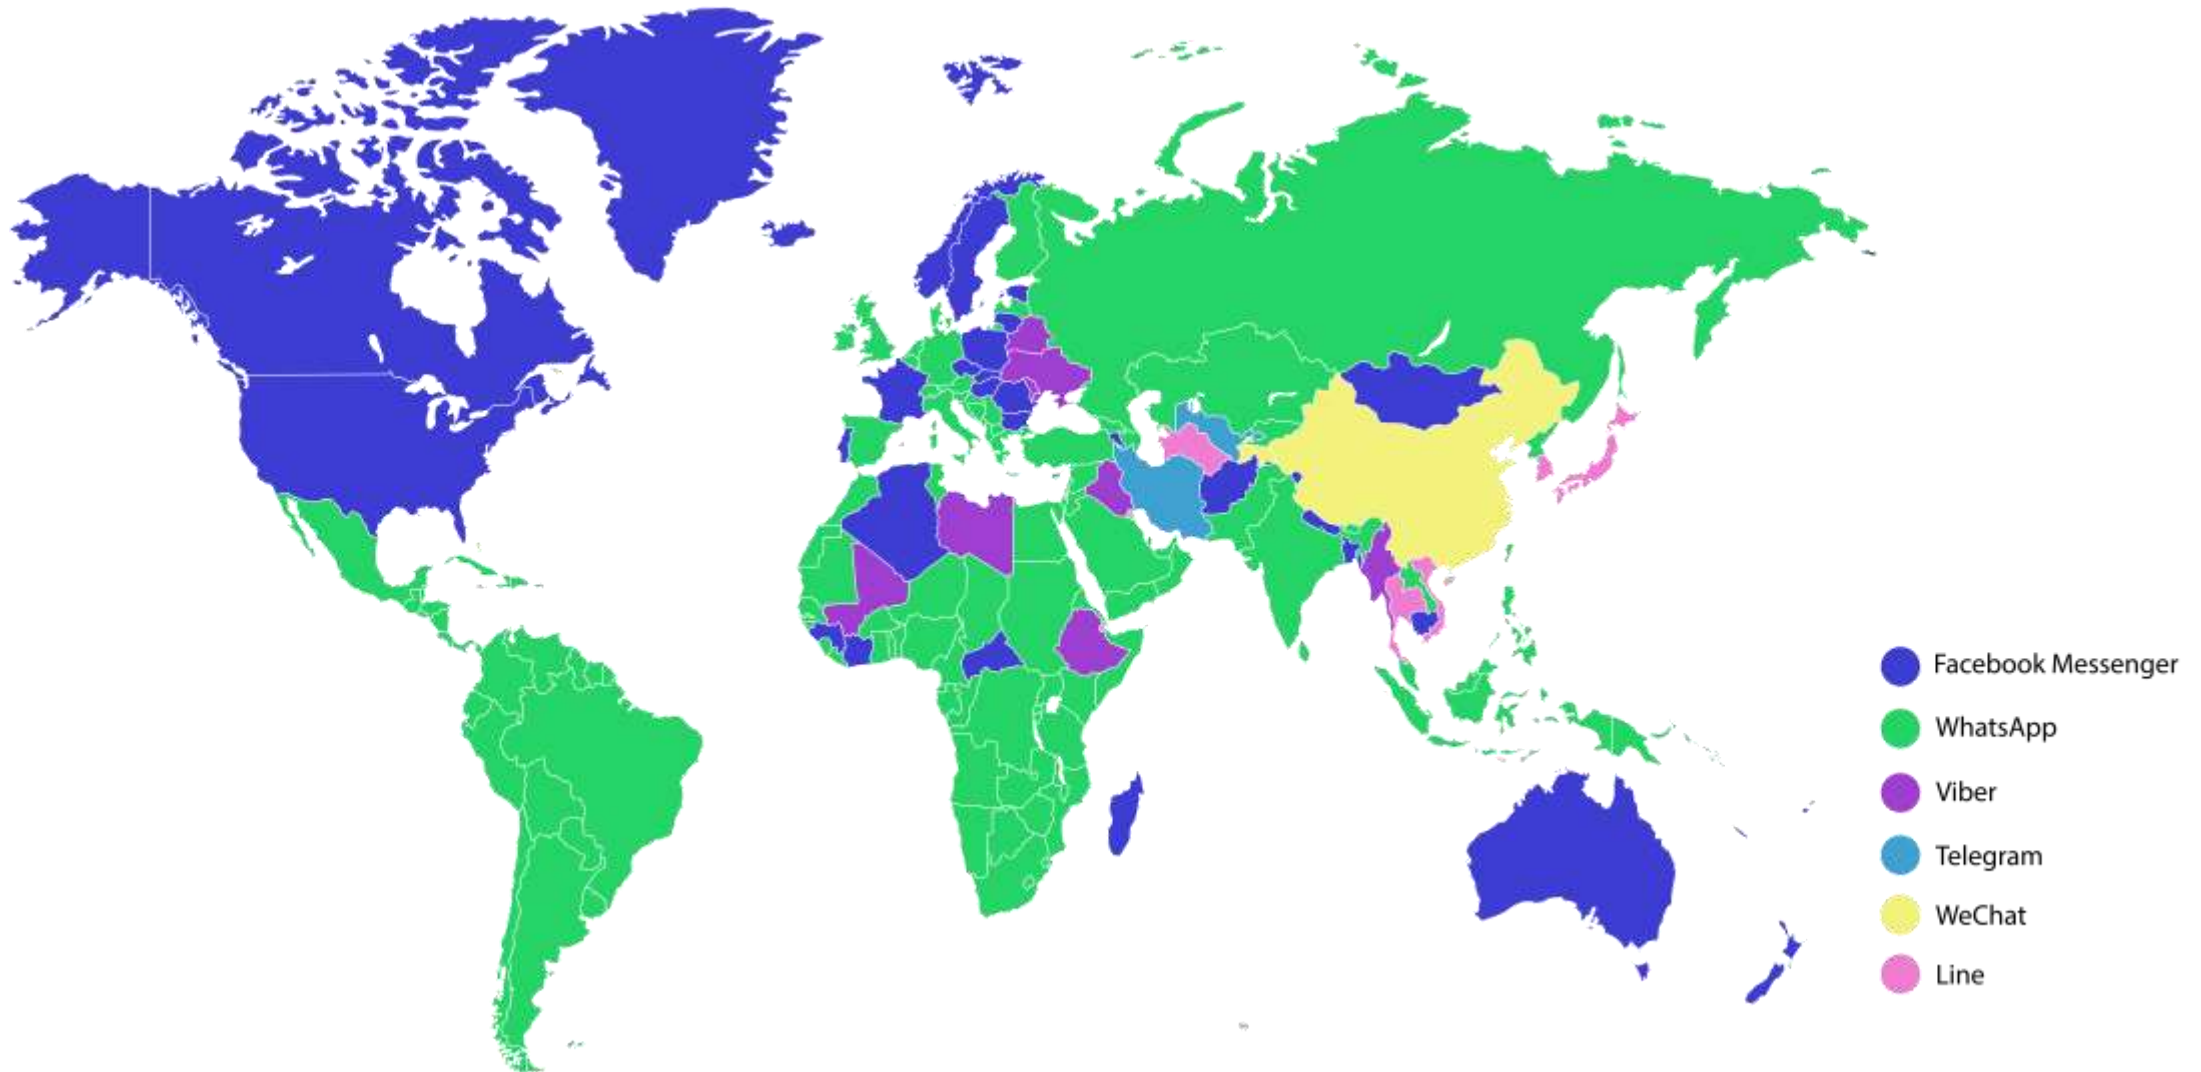 Facebook Messenger
WhatsApp
Viber
Telegram
WeChat
Line